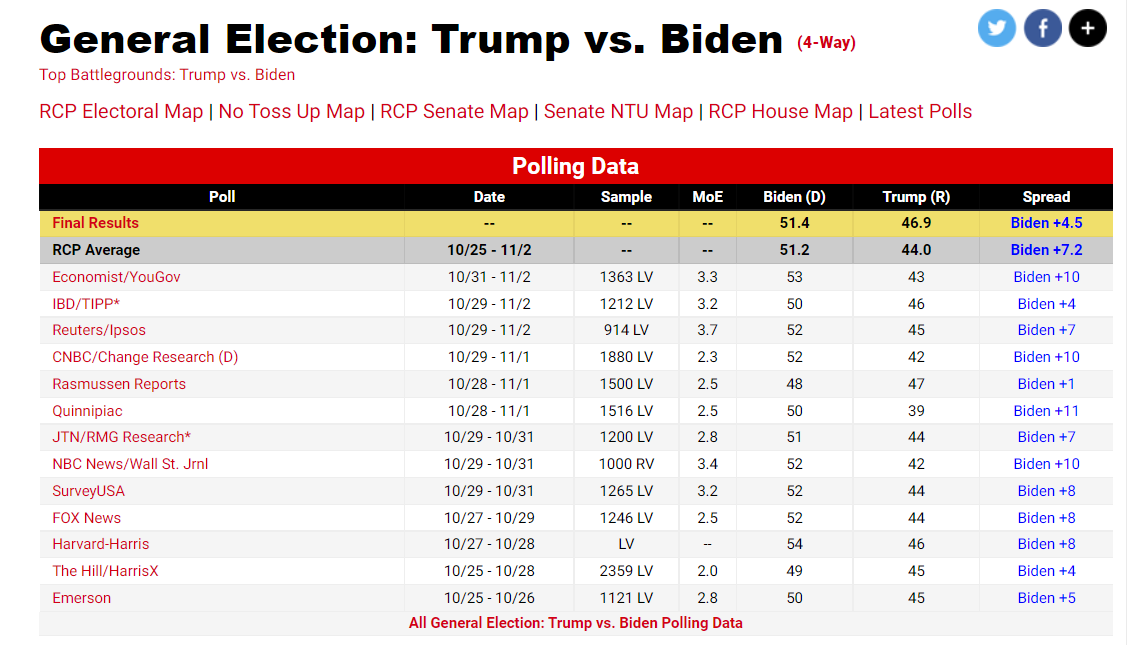 General Election: Trump vs. Biden (4-Way)
Top Battlegrounds: Trump vs. Biden
RCP Electoral Map | No Toss Up Map | RCP Senate Map | Senate NTU Map | RCP House Map | Latest Polls
Polling Data
Poll Date Sample MoE Biden (D) Trump (R) Spread
Final Results -- -- -- 51.4 46.9 Biden +4.5
RCP Average 10/25 - 11/2 -- -- 51.2 44.0 Biden +7.2
Economist/YouGov 10/31 - 11/2 1363 LV 3.3 53 43 Biden +10
IBD/TIPP* 10/29 - 11/2 1212 LV 3.2 50 46 Biden +4
Reuters/Ipsos 10/29 - 11/2 914 LV 3.7 52 45 Biden +7
CNBC/Change Research (D) 10/29 - 11/1 1880 LV 2.3 52 42 Biden +10
Rasmussen Reports 10/28 - 11/1 1500 LV 2.5 48 47 Biden +1
Quinnipiac 10/28 - 11/1 1516 LV 2.5 50 39 Biden +11
JTN/RMG Research* 10/29 - 10/31 1200 LV 2.8 51 44 Biden +7
NBC News/Wall St. Jrnl 10/29 - 10/31 1000 RV 3.4 52 42 Biden +10
SurveyUSA 10/29 - 10/31 1265 LV 3.2 52 44 Biden +8
FOX News 10/27 - 10/29 1246 LV 2.5 52 44 Biden +8
Harvard-Harris 10/27 - 10/28 LV -- 54 46 Biden +8
The Hill/HarrisX 10/25 - 10/28 2359 LV 2.0 49 45 Biden +4
Emerson 10/25 - 10/26 1121 LV 2.8 50 45 Biden +5
All General Election: Trump vs. Biden Polling Data